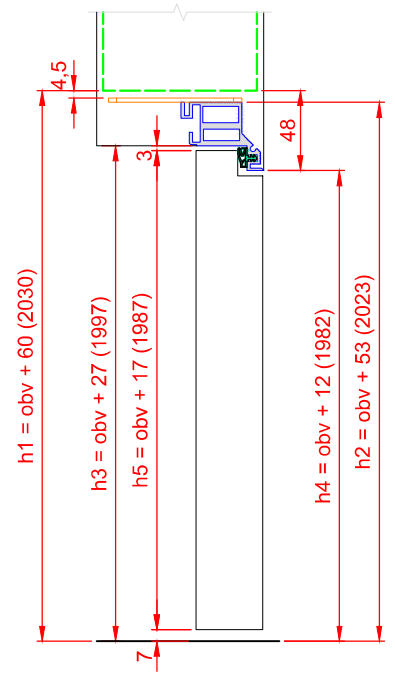 4,5
48
3
h1 = obv + 60 (2030)
h3 = obv + 27 (1997)
h5 = obv + 17 (1987)
h4 = obv + 12 (1982)
h2 = obv + 53 (2023)
7